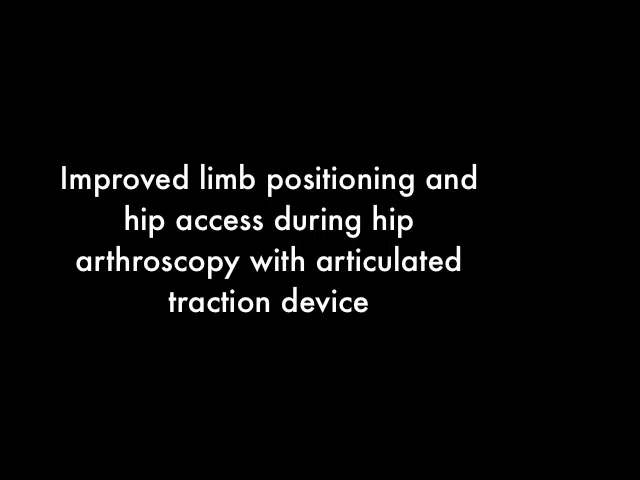 Improved limb positioning and
hip access during hip
arthroscopy with articulated
traction device